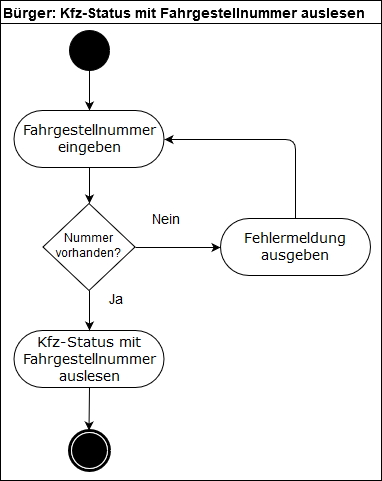 Bürger: Kfz-Status mit Fahrgestellnummer auslesen
Fahrgestellnummer
eingeben
Nein
Nummer
vorhanden?
Fehlermeldung
ausgeben
Ja
Kfz-Status mit
Fahrgestellnummer
auslesen